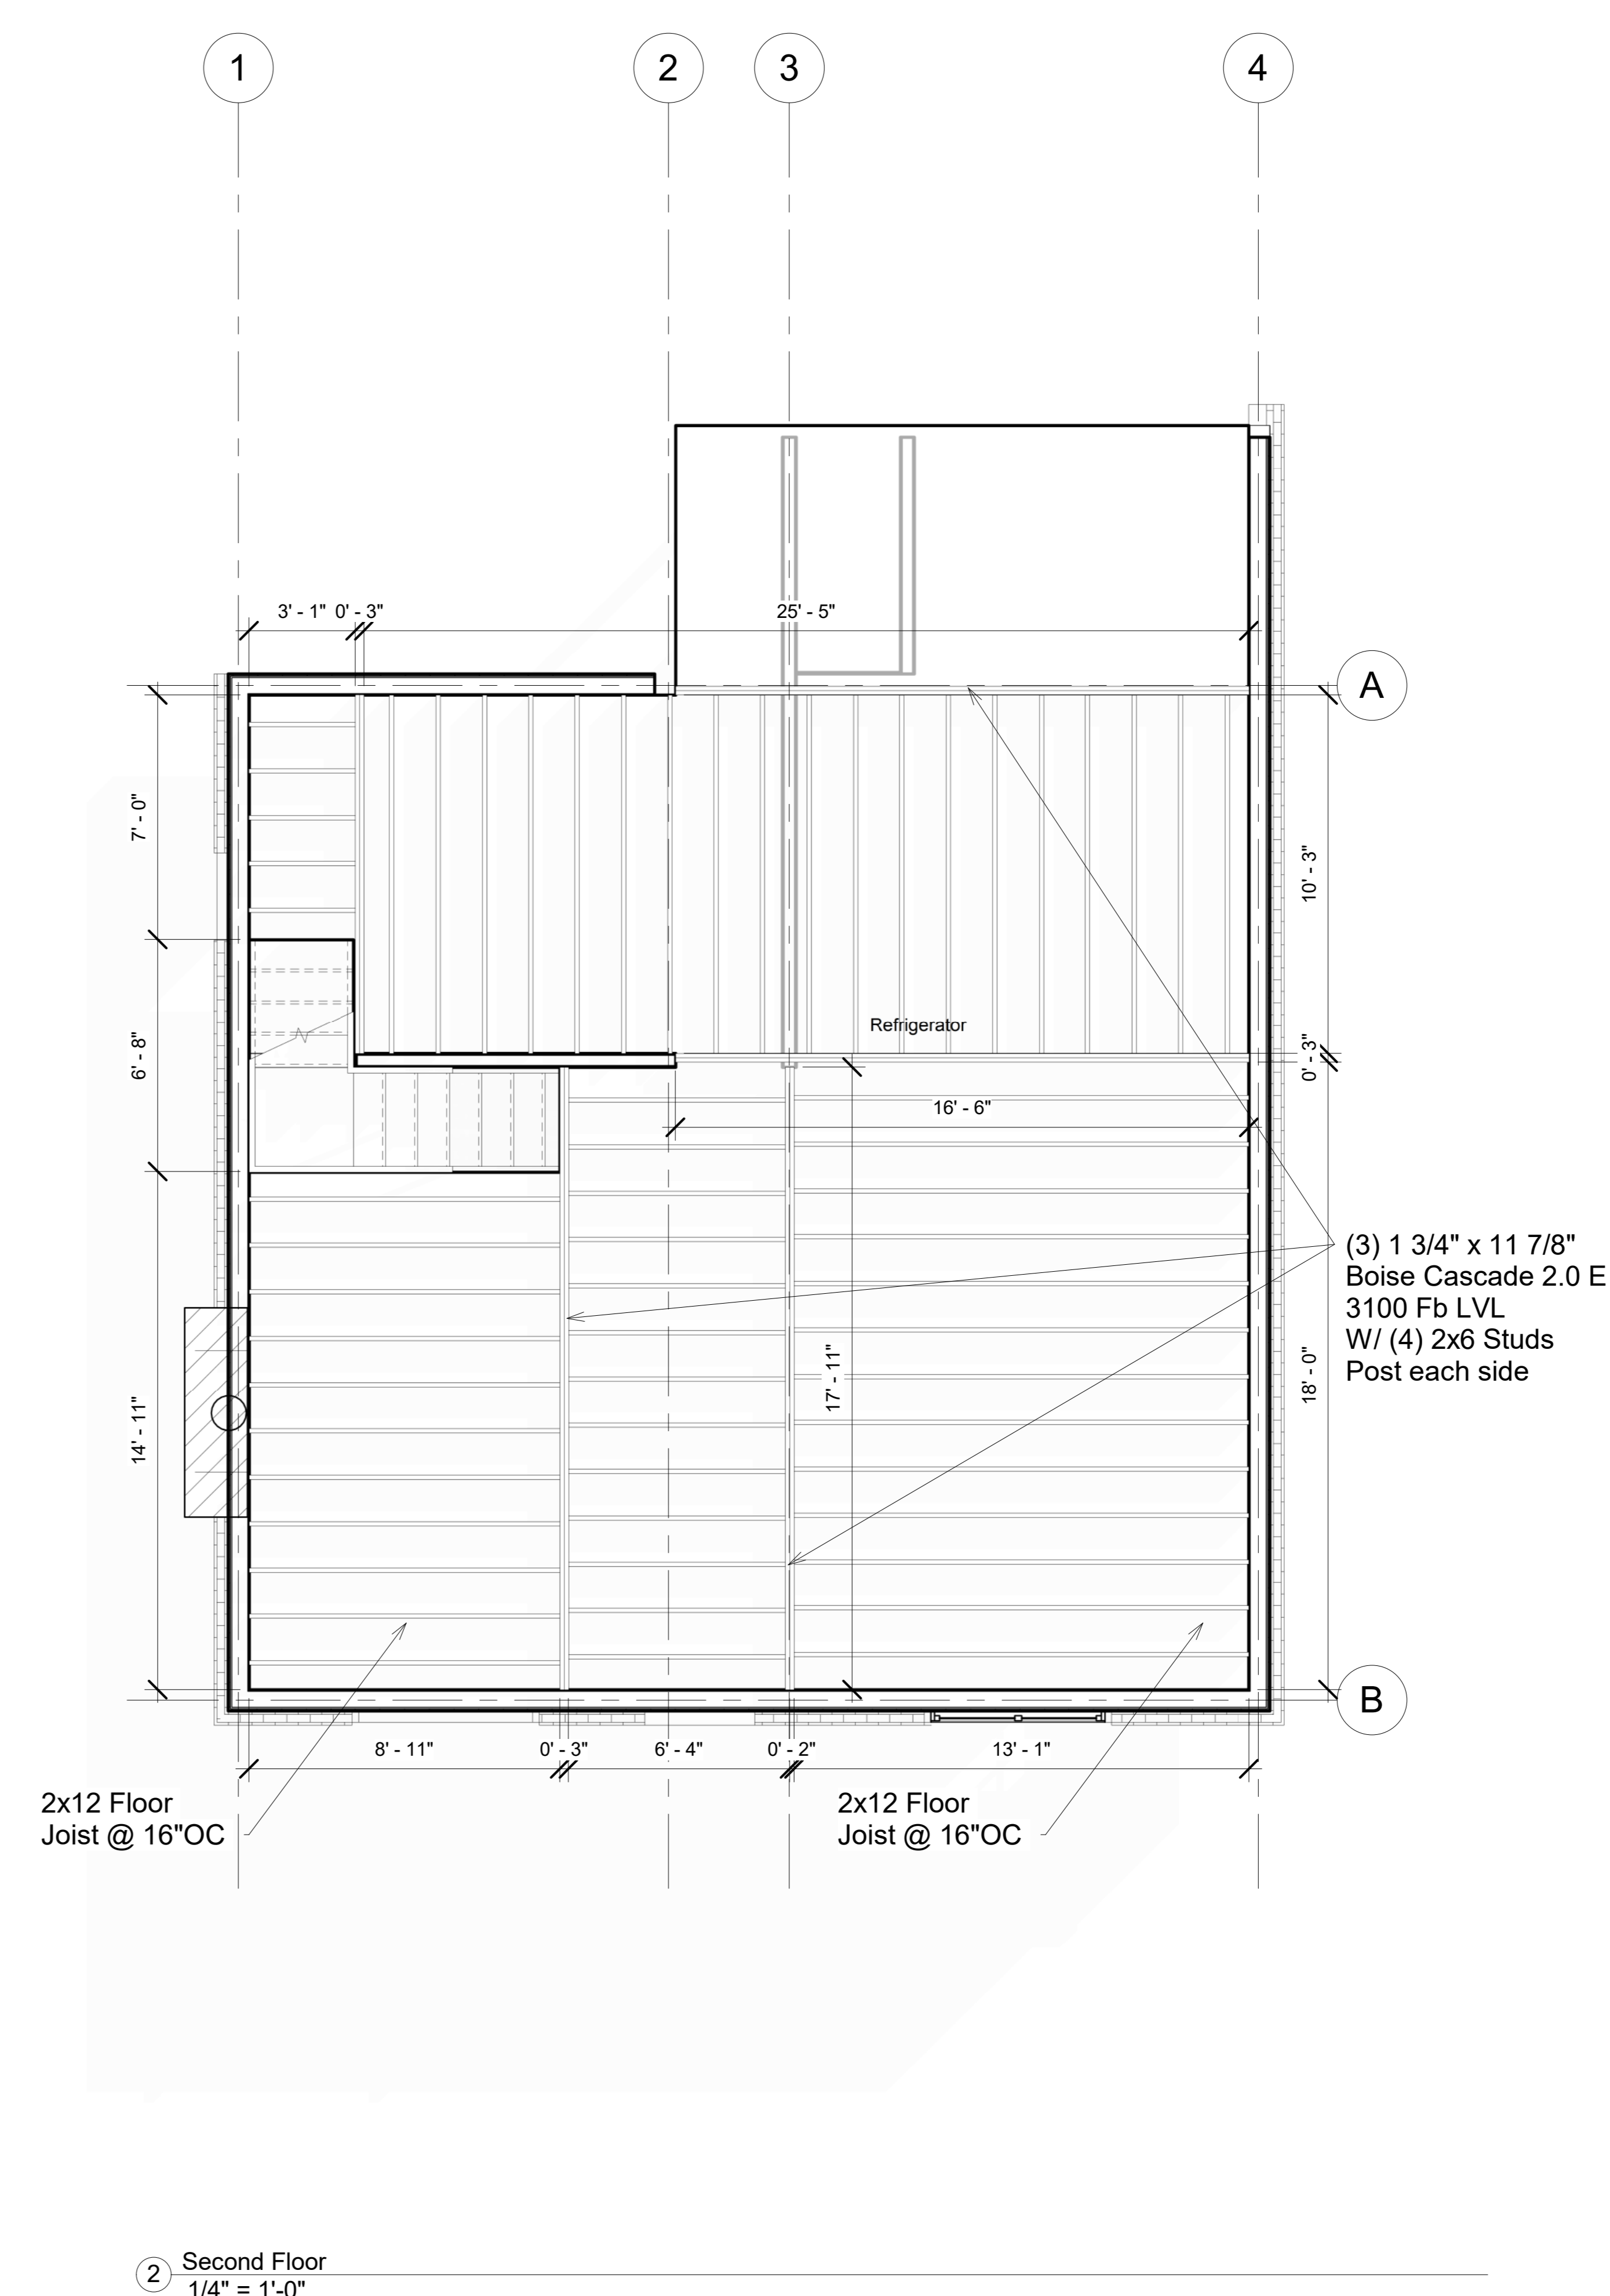 1
2
3
4
3' - 1" 0' - 3"
25' - 5"
A
7' - 0"
10' - 3"
Refrigerator
6' - 8"
0' - 3"
16' - 6"
(3) 1 3/4" x 11 7/8"
Boise Cascade 2.0 E
3100 Fb LVL
W/ (4) 2x6 Studs
Post each side
17' - 11"
18' - 0"
14' - 11"
B
8' - 11"
0' - 3"
6' - 4"
0' - 2"
13' - 1"
2x12 Floor
Joist @ 16"OC
2x12 Floor
Joist @ 16"OC
2
Second Floor
1/4" = 1'-0"